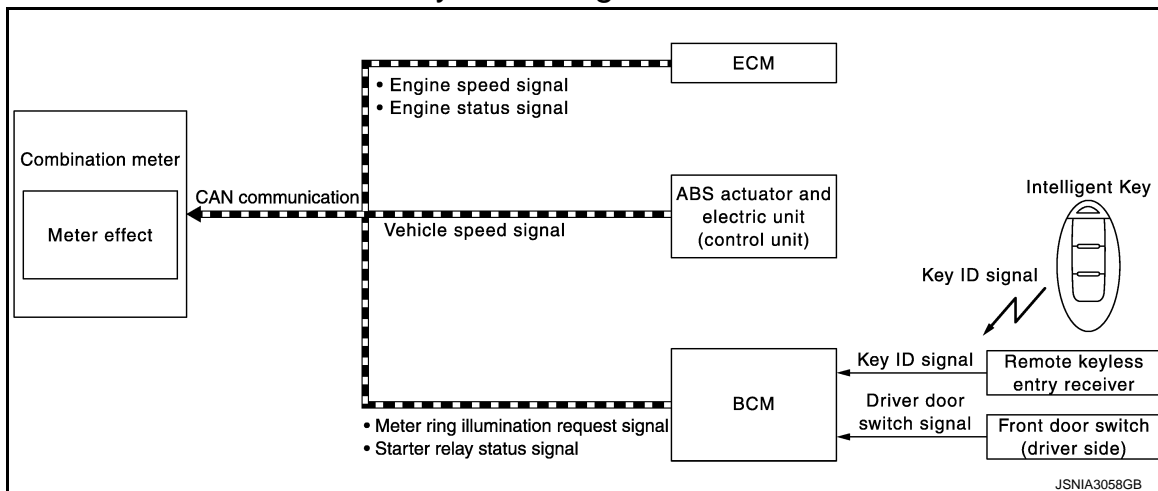 ECM
• Engine speed signal
• Engine status signal
Combination meter
Meter effect
CAN communication
Vehicle speed signal
ABS actuator and
electric unit
(control unit)
Intelligent Key
Key ID signal
BCM
Key ID signal
Remote keyless
entry receiver
Driver door
switch signal
Front door switch
(driver side)
• Meter ring illumination request signal
• Starter relay status signal
JSNIA3058GB